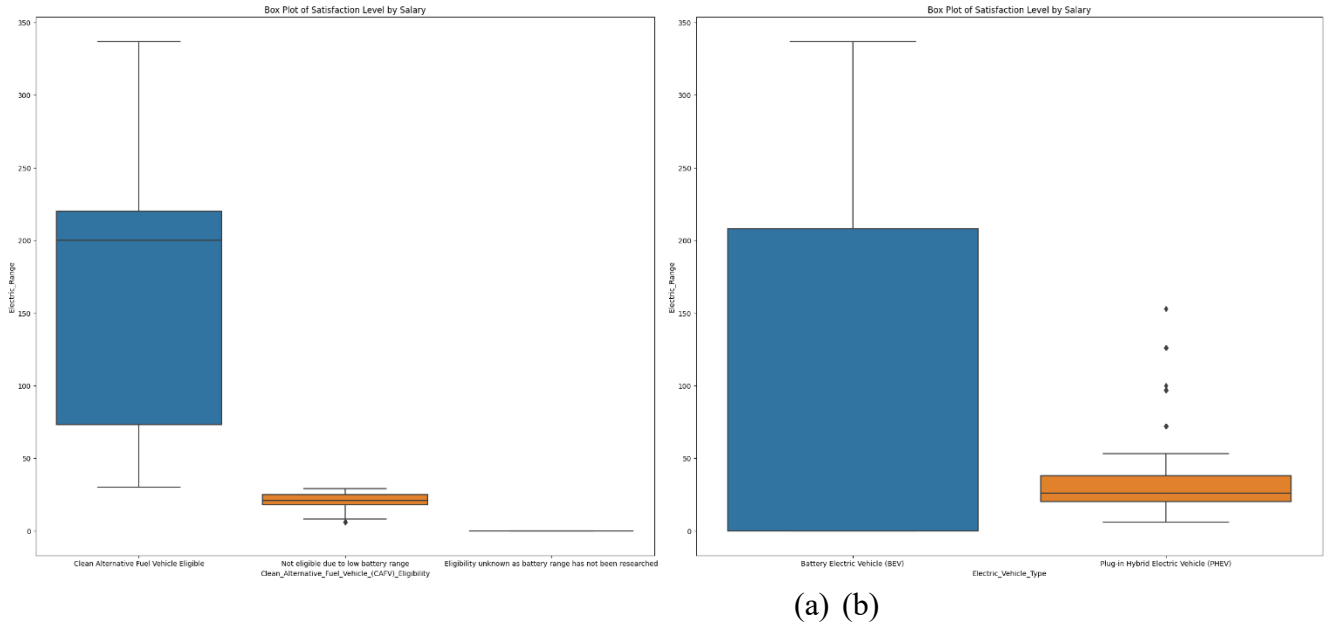 Box Plot of Satisfaction Level by Salary
350
300
250
200
150
100
50
0
Electric_Range
Clean Alternative Fuel Vehicle Eligible
Not eligible due to low battery range
Eligibility unknown as battery range has not been researched
Clean_Alternative_Fuel_Vehicle_(CAFV)_Eligibility
Box Plot of Satisfaction Level by Salary
350
300
250
200
150
100
50
0
Electric_Range
Battery Electric Vehicle (BEV)
Plug-in Hybrid Electric Vehicle (PHEV)
Electric_Vehicle_Type
(a) (b)